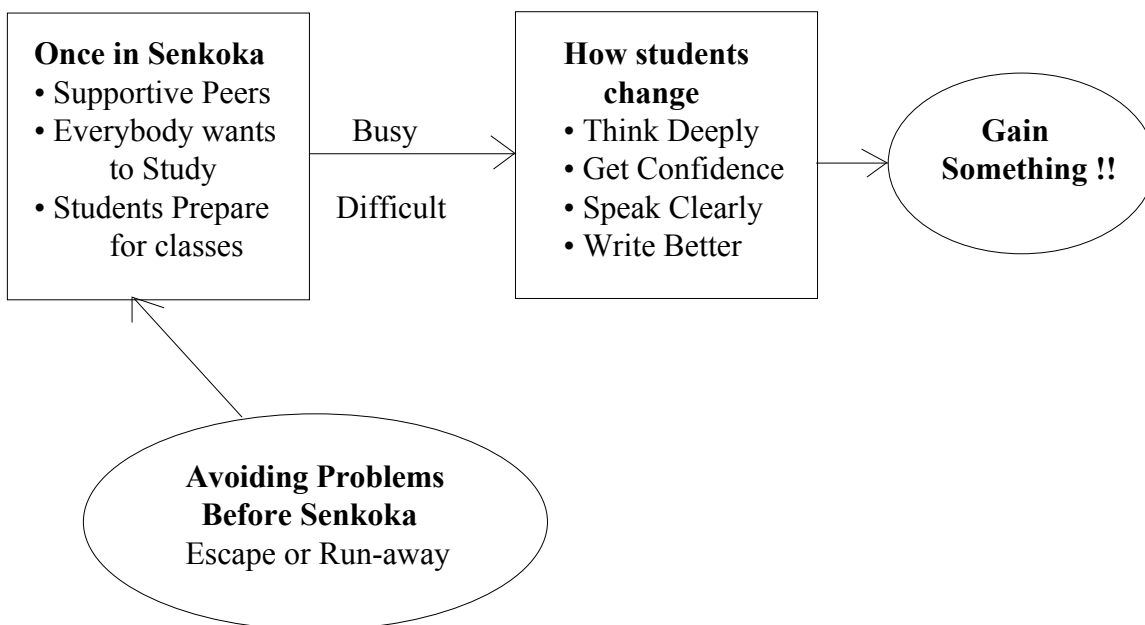 Once in Senkoka
• Supportive Peers
• Everybody wants
to Study
• Students Prepare
for classes
Busy
Difficult
How students
change
• Think Deeply
• Get Confidence
• Speak Clearly
• Write Better
Gain
Something !!
Avoiding Problems
Before Senkoka
Escape or Run-away